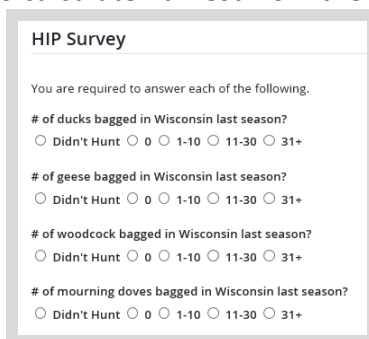 HIP Survey
You are required to answer each of the following.
# of ducks bagged in Wisconsin last season?
Didn't Hunt 0 1-10 11-30 31+
# of geese bagged in Wisconsin last season?
Didn't Hunt 0 1-10 11-30 31+
# of woodcock bagged in Wisconsin last season?
Didn't Hunt 0 1-10 11-30 31+
# of mourning doves bagged in Wisconsin last season?
Didn't Hunt 0 1-10 11-30 31+